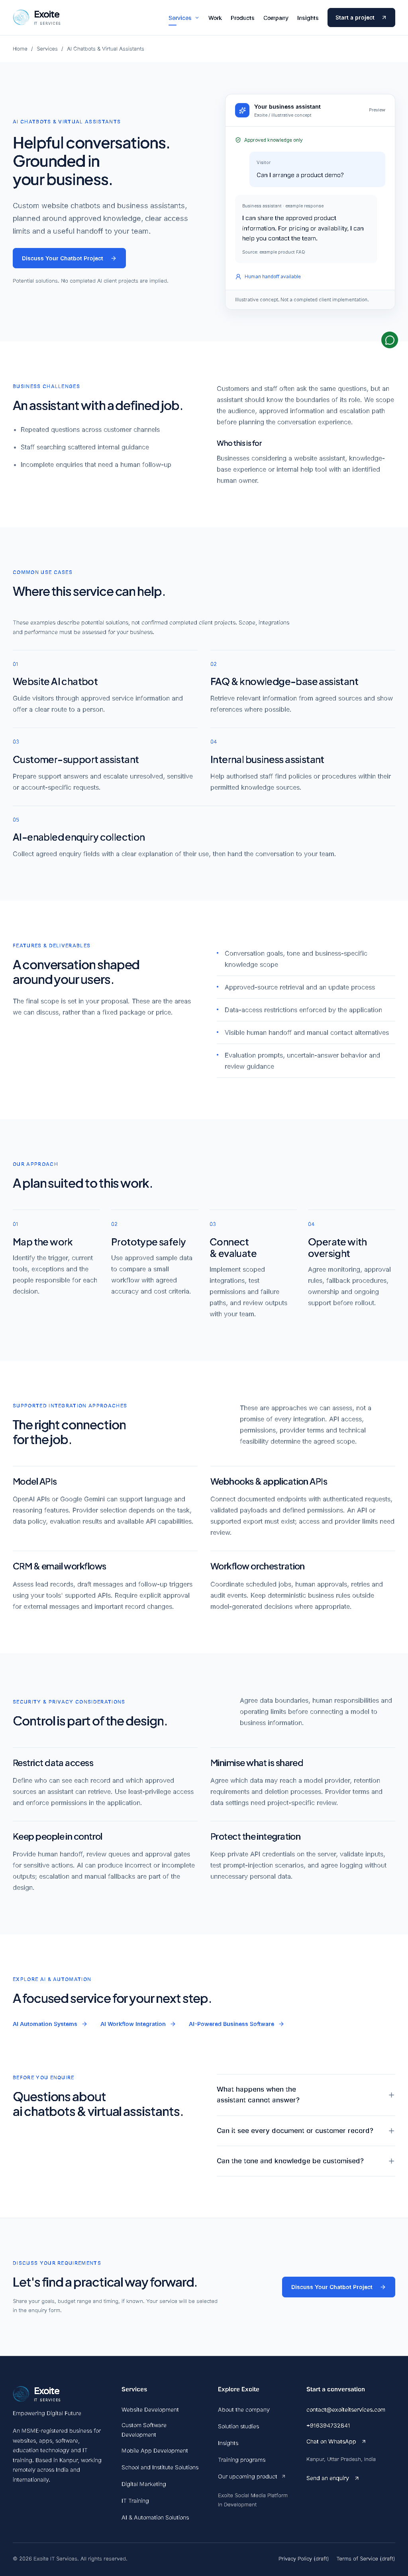 Exoite
IT SERVICES
Services
Work
Products
Company
Insights
Start a project
Home / Services / AI Chatbots & Virtual Assistants
AI CHATBOTS & VIRTUAL ASSISTANTS
Helpful conversations.
Grounded in
your business.
Custom website chatbots and business assistants,
planned around approved knowledge, clear access
limits and a useful handoff to your team.
Discuss Your Chatbot Project
Potential solutions. No completed AI client projects are implied.
Your business assistant
Exoite / Illustrative concept
Preview
Approved knowledge only
Visitor
Can I arrange a product demo?
Business assistant · example response
I can share the approved product
information. For pricing or availability, I can
help you contact the team.
Source: example product FAQ
Human handoff available
Illustrative concept. Not a completed client implementation.
BUSINESS CHALLENGES
An assistant with a defined job.
Repeated questions across customer channels
Staff searching scattered internal guidance
Incomplete enquiries that need a human follow-up
Customers and staff often ask the same questions, but an
assistant should know the boundaries of its role. We scope
the audience, approved information and escalation path
before planning the conversation experience.
Who this is for
Businesses considering a website assistant, knowledge-
base experience or internal help tool with an identified
human owner.
COMMON USE CASES
Where this service can help.
These examples describe potential solutions, not confirmed completed client projects. Scope, integrations
and performance must be assessed for your business.
01
Website AI chatbot
Guide visitors through approved service information and
offer a clear route to a person.
02
FAQ & knowledge-base assistant
Retrieve relevant information from agreed sources and show
references where possible.
03
Customer-support assistant
Prepare support answers and escalate unresolved, sensitive
or account-specific requests.
04
Internal business assistant
Help authorised staff find policies or procedures within their
permitted knowledge sources.
05
AI-enabled enquiry collection
Collect agreed enquiry fields with a clear explanation of their use, then hand the conversation to your team.
FEATURES & DELIVERABLES
A conversation shaped
around your users.
The final scope is set in your proposal. These are the areas
we can discuss, rather than a fixed package or price.
Conversation goals, tone and business-specific
knowledge scope
Approved-source retrieval and an update process
Data-access restrictions enforced by the application
Visible human handoff and manual contact alternatives
Evaluation prompts, uncertain-answer behavior and
review guidance
OUR APPROACH
A plan suited to this work.
01
Map the work
Identify the trigger, current
tools, exceptions and the
people responsible for each
decision.
02
Prototype safely
Use approved sample data
to compare a small
workflow with agreed
accuracy and cost criteria.
03
Connect
& evaluate
Implement scoped
integrations, test
permissions and failure
paths, and review outputs
with your team.
04
Operate with
oversight
Agree monitoring, approval
rules, fallback procedures,
ownership and ongoing
support before rollout.
SUPPORTED INTEGRATION APPROACHES
The right connection
for the job.
These are approaches we can assess, not a
promise of every integration. API access,
permissions, provider terms and technical
feasibility determine the agreed scope.
Model APIs
OpenAI APIs or Google Gemini can support language and
reasoning features. Provider selection depends on the task,
data policy, evaluation results and available API capabilities.
Webhooks & application APIs
Connect documented endpoints with authenticated requests,
validated payloads and defined permissions. An API or
supported export must exist; access and provider limits need
review.
CRM & email workflows
Assess lead records, draft messages and follow-up triggers
using your tools' supported APIs. Require explicit approval
for external messages and important record changes.
Workflow orchestration
Coordinate scheduled jobs, human approvals, retries and
audit events. Keep deterministic business rules outside
model-generated decisions where appropriate.
SECURITY & PRIVACY CONSIDERATIONS
Control is part of the design.
Agree data boundaries, human responsibilities and
operating limits before connecting a model to
business information.
Restrict data access
Define who can see each record and which approved
sources an assistant can retrieve. Use least-privilege access
and enforce permissions in the application.
Minimise what is shared
Agree which data may reach a model provider, retention
requirements and deletion processes. Provider terms and
data settings need project-specific review.
Keep people in control
Provide human handoff, review queues and approval gates
for sensitive actions. AI can produce incorrect or incomplete
outputs; escalation and manual fallbacks are part of the
design.
Protect the integration
Keep private API credentials on the server, validate inputs,
test prompt-injection scenarios, and agree logging without
unnecessary personal data.
EXPLORE AI & AUTOMATION
A focused service for your next step.
AI Automation Systems
AI Workflow Integration
AI-Powered Business Software
BEFORE YOU ENQUIRE
Questions about
ai chatbots & virtual assistants.
What happens when the
assistant cannot answer?
Can it see every document or customer record?
Can the tone and knowledge be customised?
DISCUSS YOUR REQUIREMENTS
Let's find a practical way forward.
Share your goals, budget range and timing, if known. Your service will be selected
in the enquiry form.
Discuss Your Chatbot Project
Exoite
IT SERVICES
Empowering Digital Future
An MSME-registered business for
websites, apps, software,
education technology and IT
training. Based in Kanpur, working
remotely across India and
internationally.
Services
Website Development
Custom Software
Development
Mobile App Development
School and Institute Solutions
Digital Marketing
IT Training
AI & Automation Solutions
Explore Exoite
About the company
Solution studies
Insights
Training programs
Our upcoming product
Exoite Social Media Platform
In Development
Start a conversation
contact@exoiteitservices.com
+916394732641
Chat on WhatsApp
Kanpur, Uttar Pradesh, India
Send an enquiry
© 2026 Exoite IT Services. All rights reserved.
Privacy Policy (draft)
Terms of Service (draft)